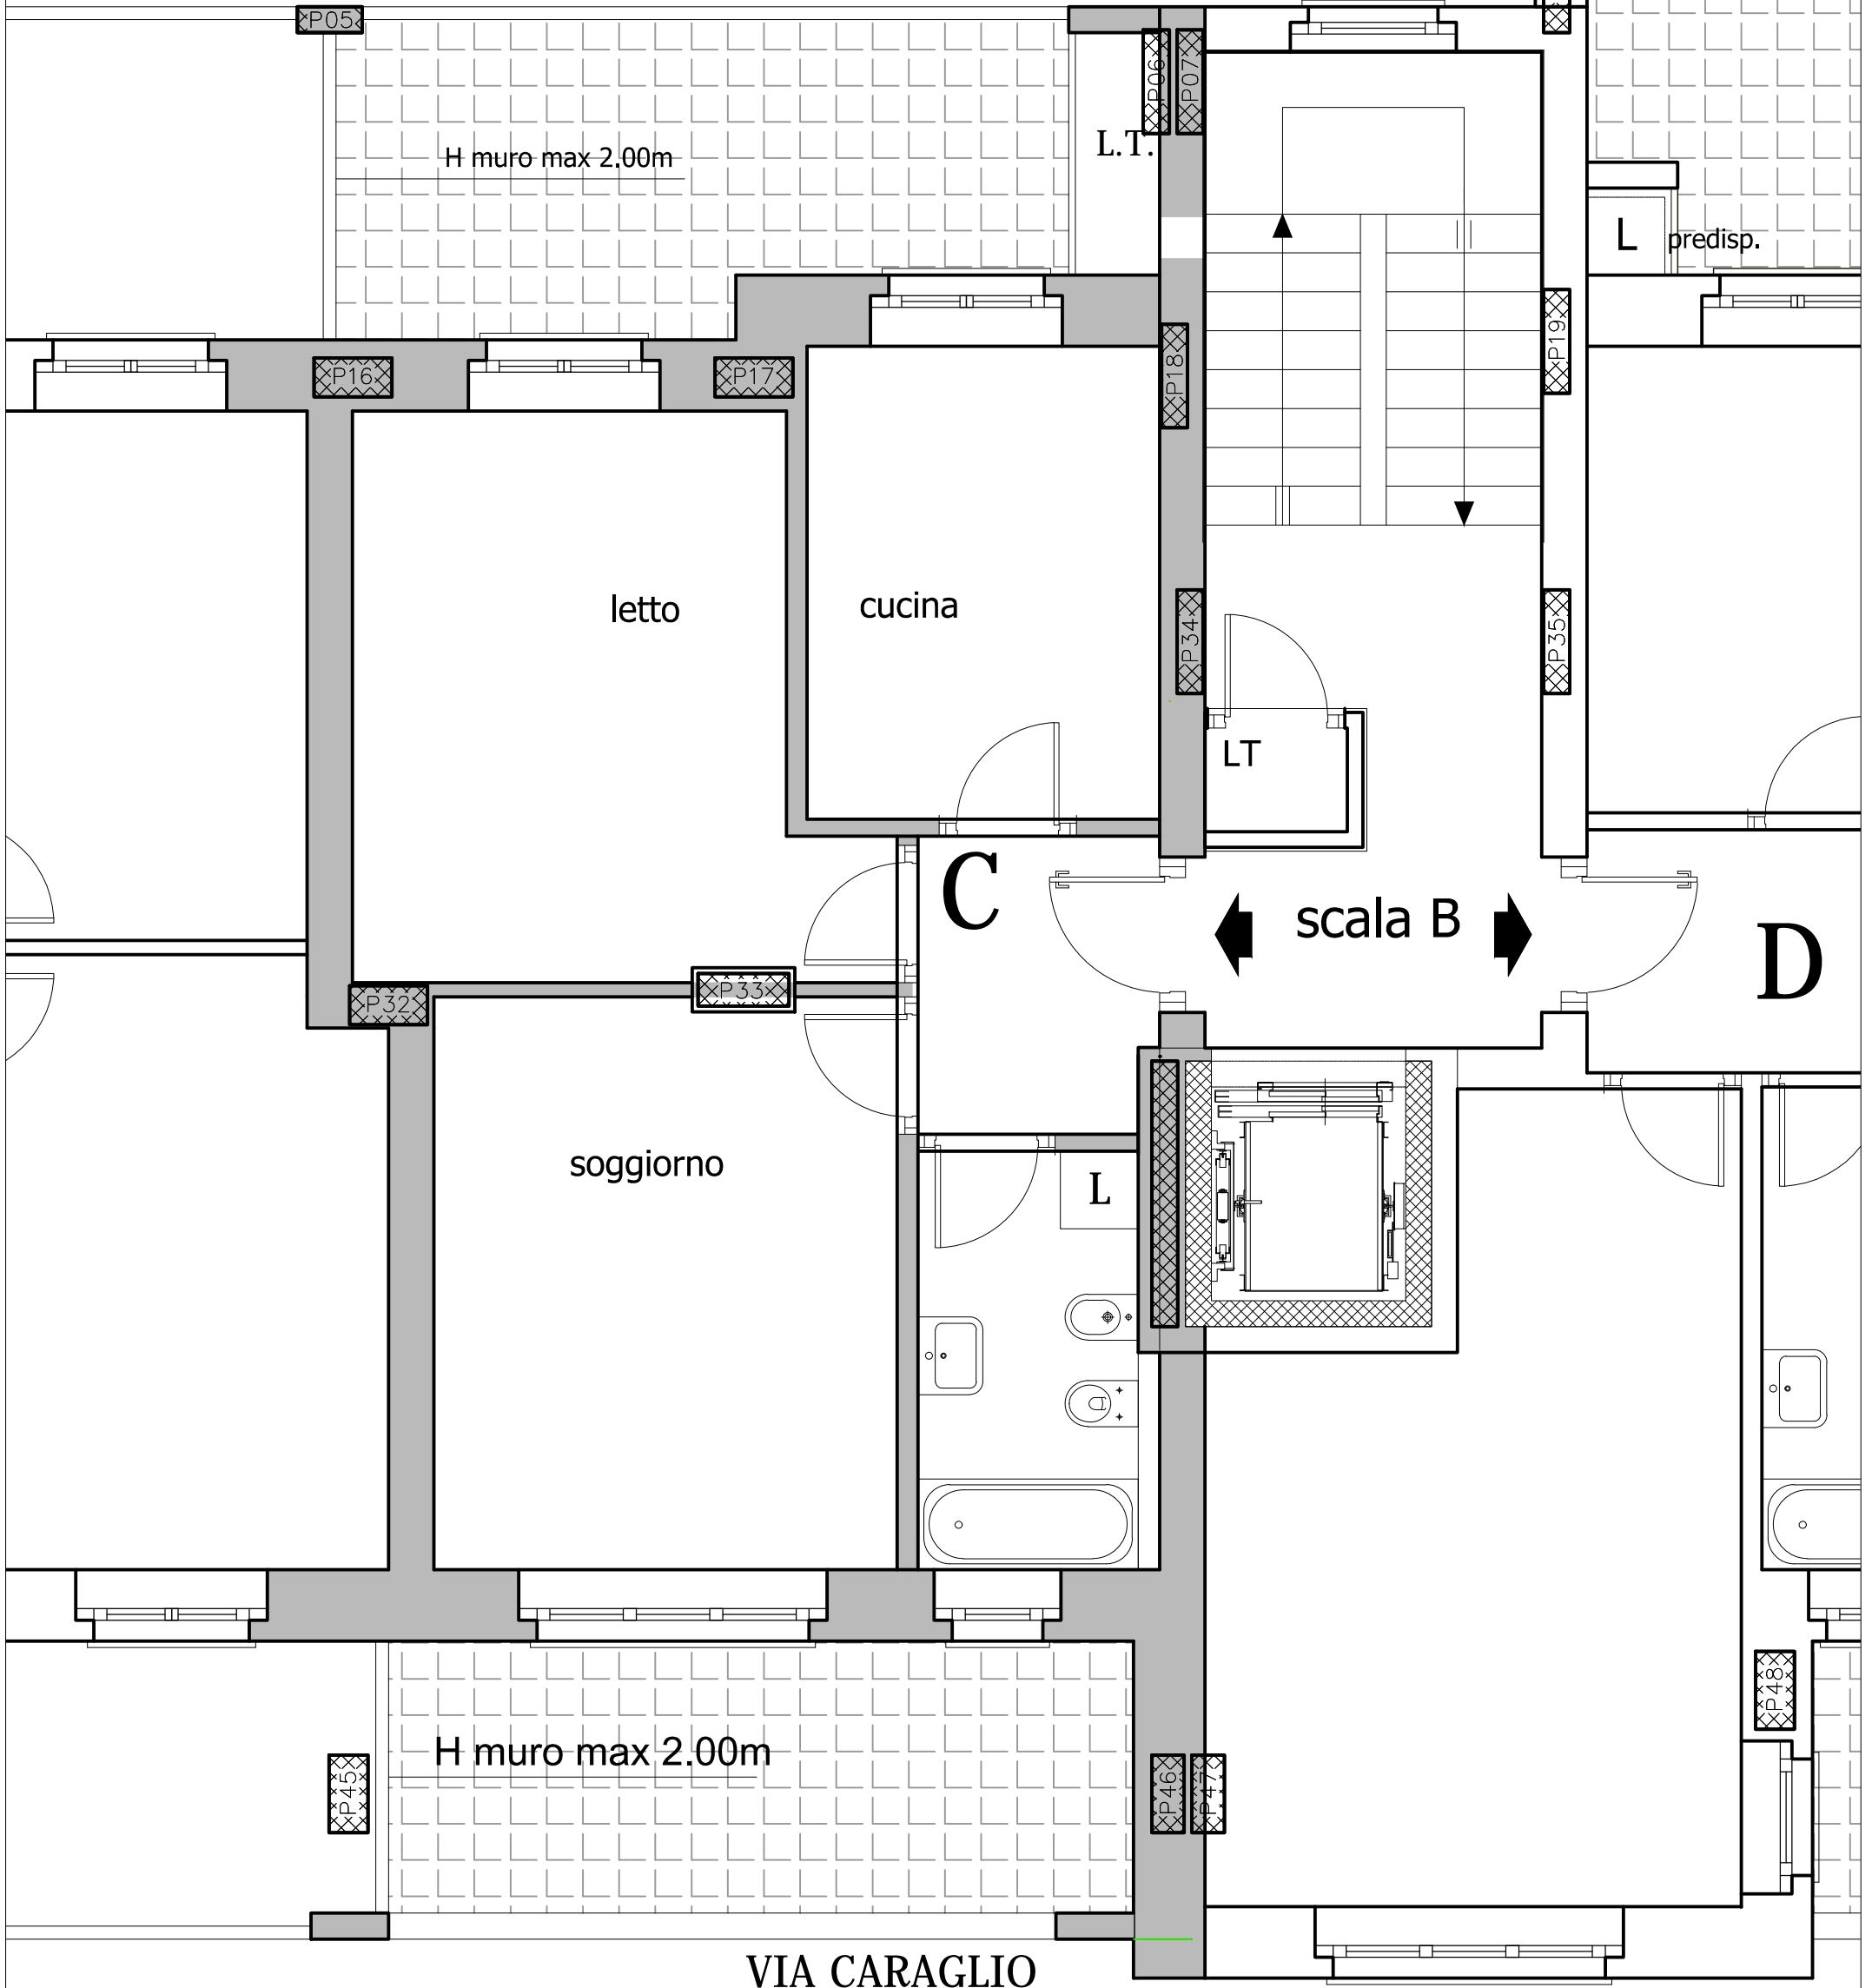 P05
P06
P07
L.T.
H muro max 2.00m
L
predisp.
P16
P17
P18
P19
letto
cucina
P34
P35
LT
C
scala B
D
P33
P32
soggiorno
L
P48
H muro max 2.00m
P45
P46
P47
VIA CARAGLIO